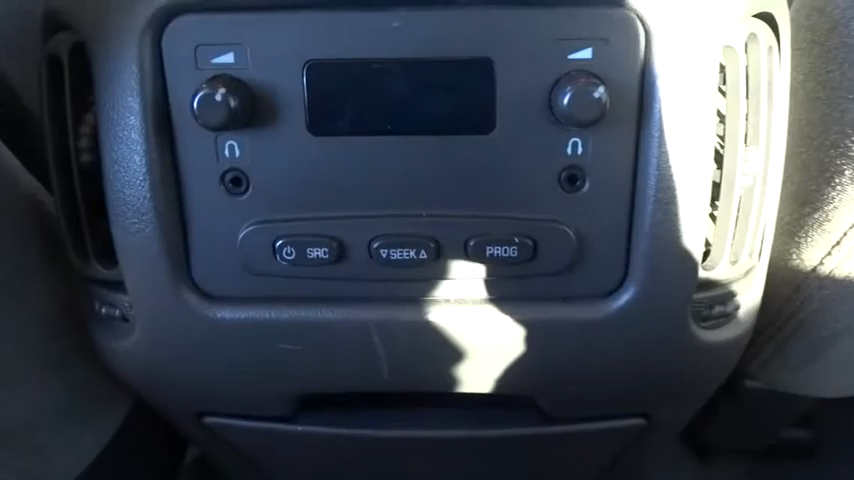 SRC ▽SEEK△ PROG